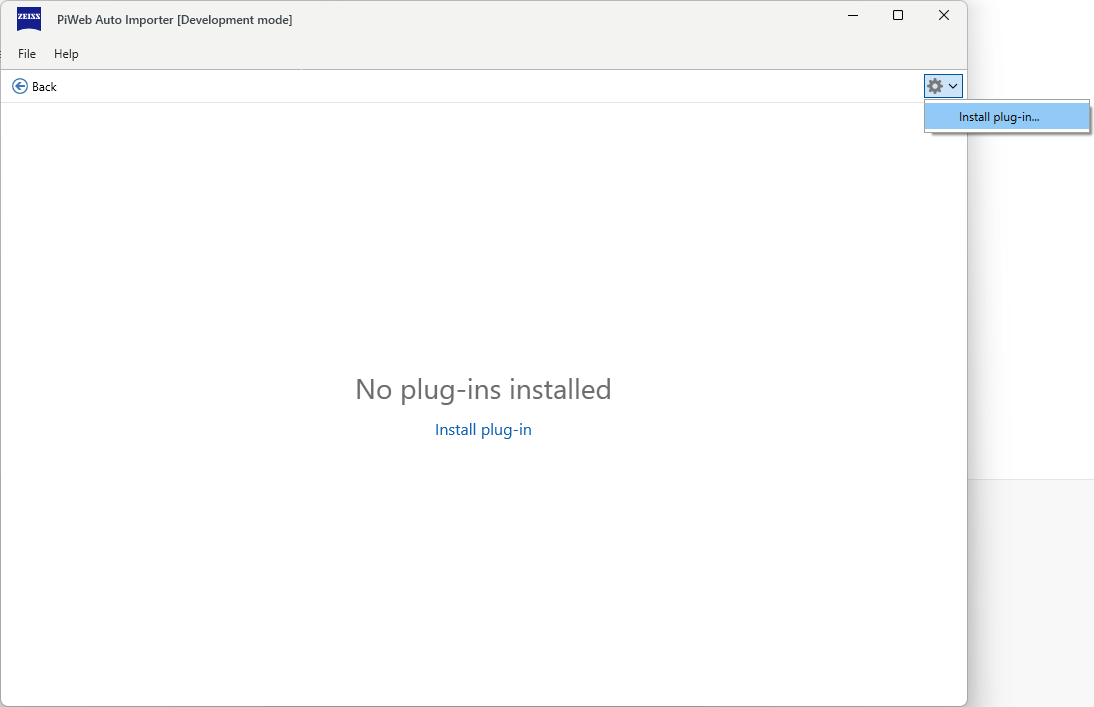 ZEISS
PiWeb Auto Importer [Development mode]
File Help
Back
Install plug-in...
No plug-ins installed
Install plug-in